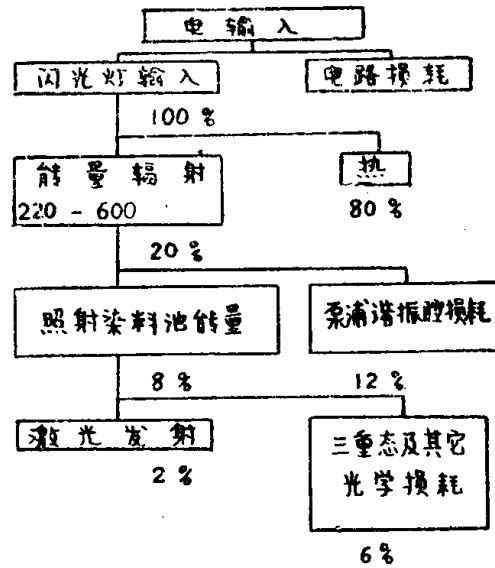 电输入
闪光灯输入
电路损耗
100 %
能量辐射
220 - 600
热
80 %
20 %
照射染料池能量
泵浦谐振腔损耗
8 %
12 %
激光发射
2 %
三重态及其它
光学损耗
6 %